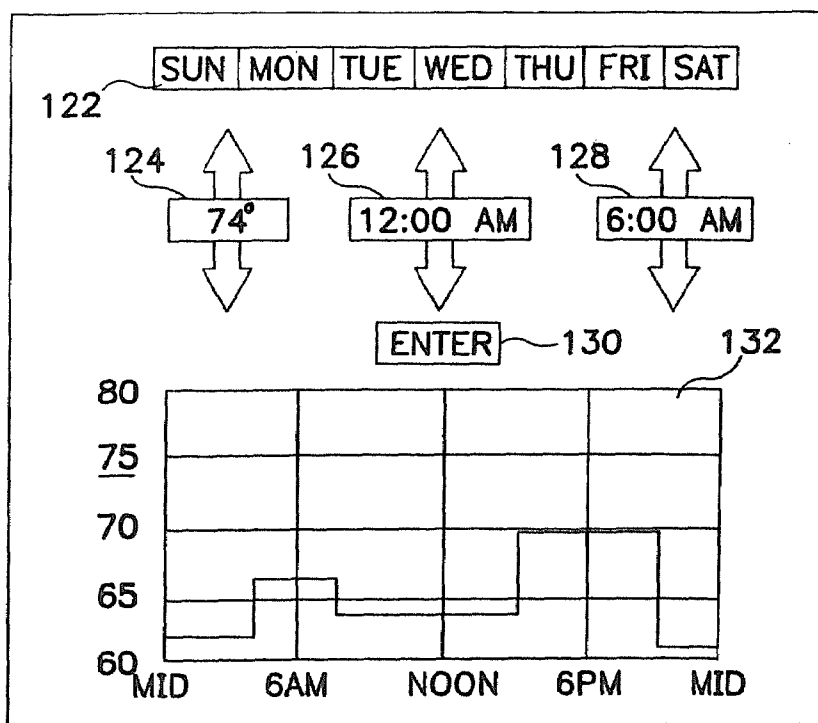 SUN MON TUE WED THU FRI SAT
122
124 126 128
74° 12:00 AM 6:00 AM
ENTER 130 132
80
75
70
65
60
MID 6AM NOON 6PM MID